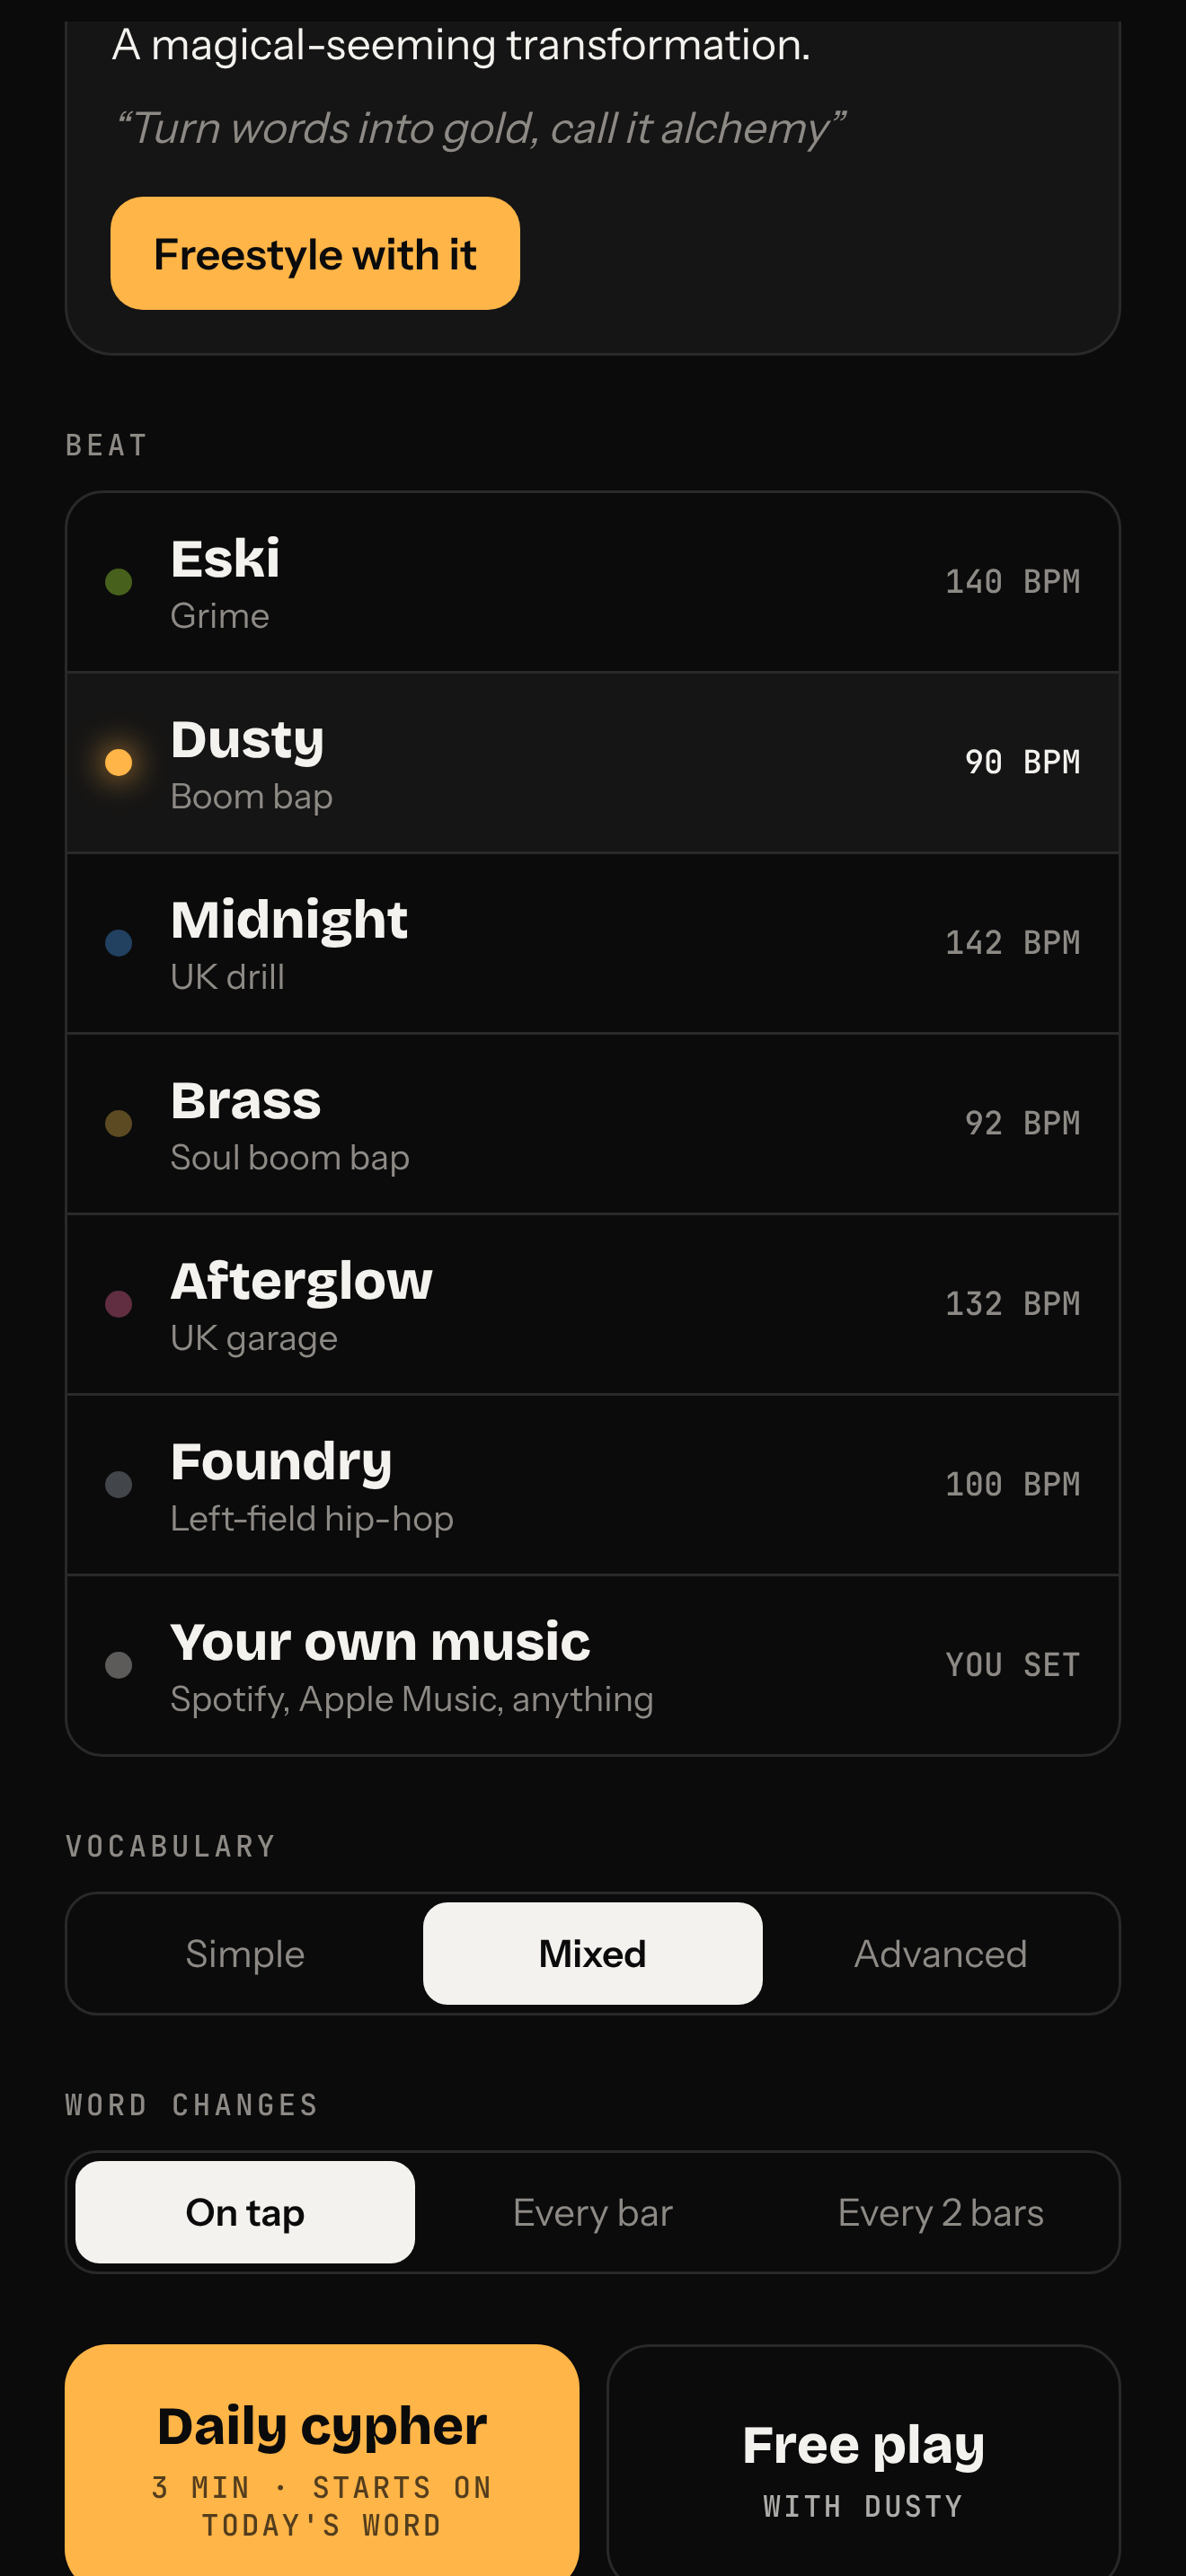 A magical-seeming transformation.
“Turn words into gold, call it alchemy”
Freestyle with it
BEAT
Eski
Grime
140 BPM
Dusty
Boom bap
90 BPM
Midnight
UK drill
142 BPM
Brass
Soul boom bap
92 BPM
Afterglow
UK garage
132 BPM
Foundry
Left-field hip-hop
100 BPM
Your own music
Spotify, Apple Music, anything
YOU SET
VOCABULARY
Simple
Mixed
Advanced
WORD CHANGES
On tap
Every bar
Every 2 bars
Daily cypher
3 MIN · STARTS ON
TODAY'S WORD
Free play
WITH DUSTY